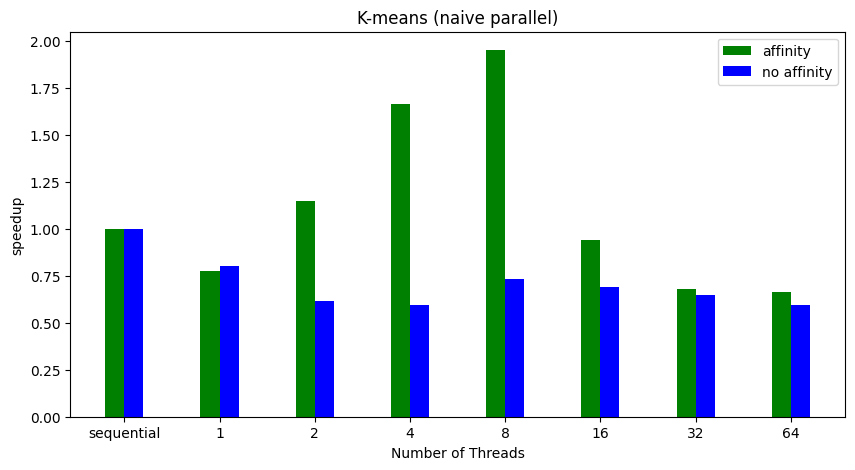 K-means (naive parallel)
affinity
no affinity
speedup
2.00
1.75
1.50
1.25
1.00
0.75
0.50
0.25
0.00
sequential 1 2 4 8 16 32 64
Number of Threads